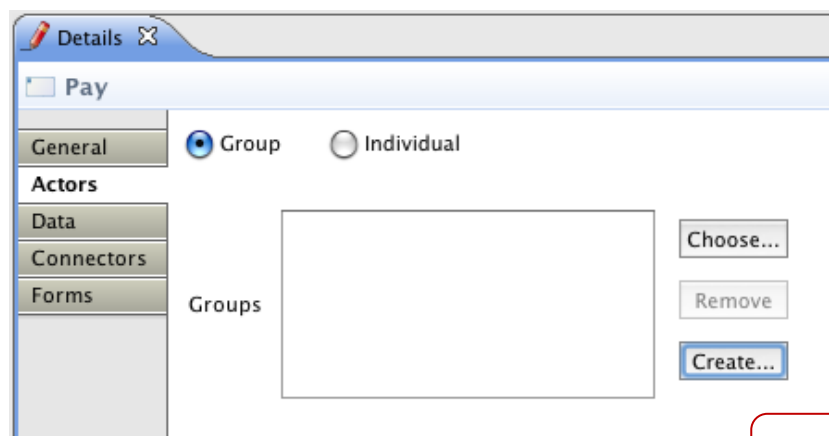 Details
Pay
General
Group
Individual
Actors
Data
Connectors
Forms
Groups
Choose...
Remove
Create...